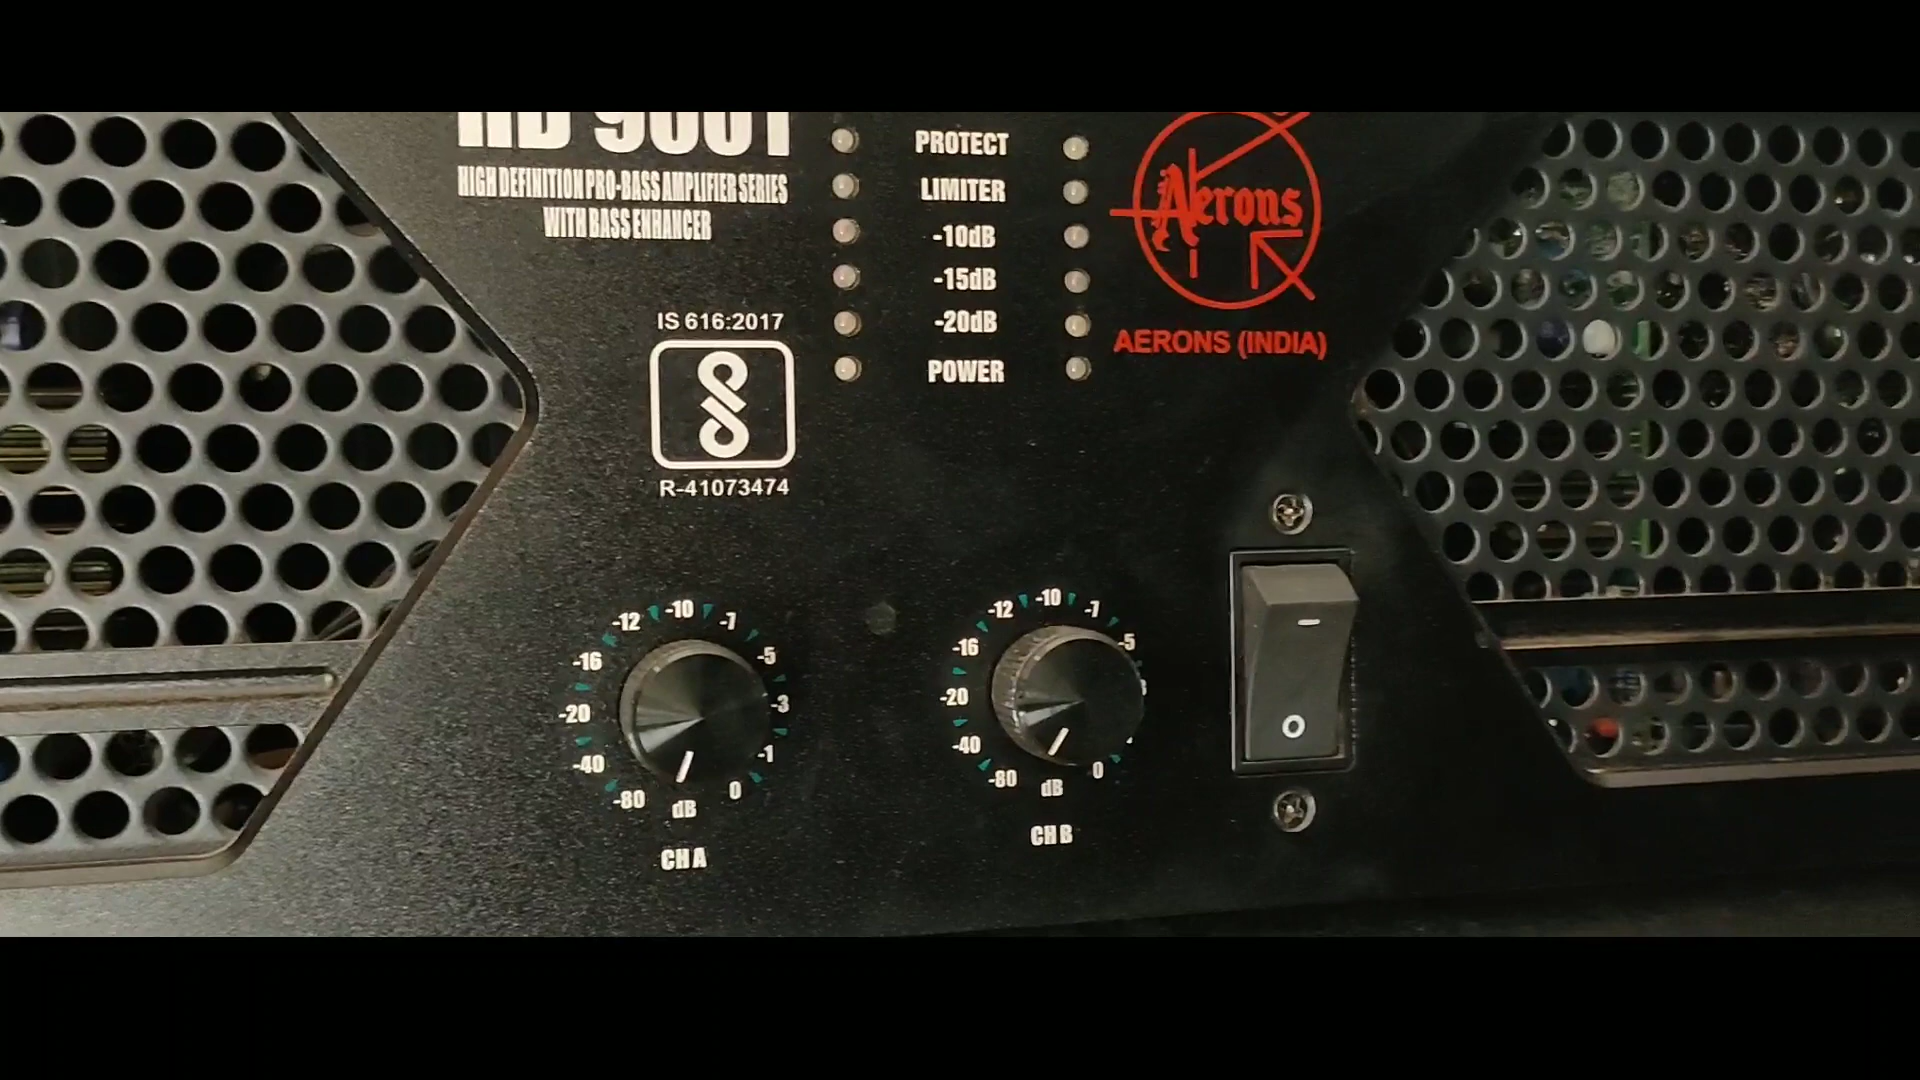 HD 9001
HIGH DEFINITION PRO-BASS AMPLIFIER SERIES
WITH BASS ENHANCER
IS 616:2017
R-41073474
PROTECT
LIMITER
-10dB
-15dB
-20dB
POWER
Aerons
AERONS (INDIA)
-80 -40 -20 -16 -12 -10 -7 -5 -3 -1 0
dB
CH A
-80 -40 -20 -16 -12 -10 -7 -5 0
dB
CH B